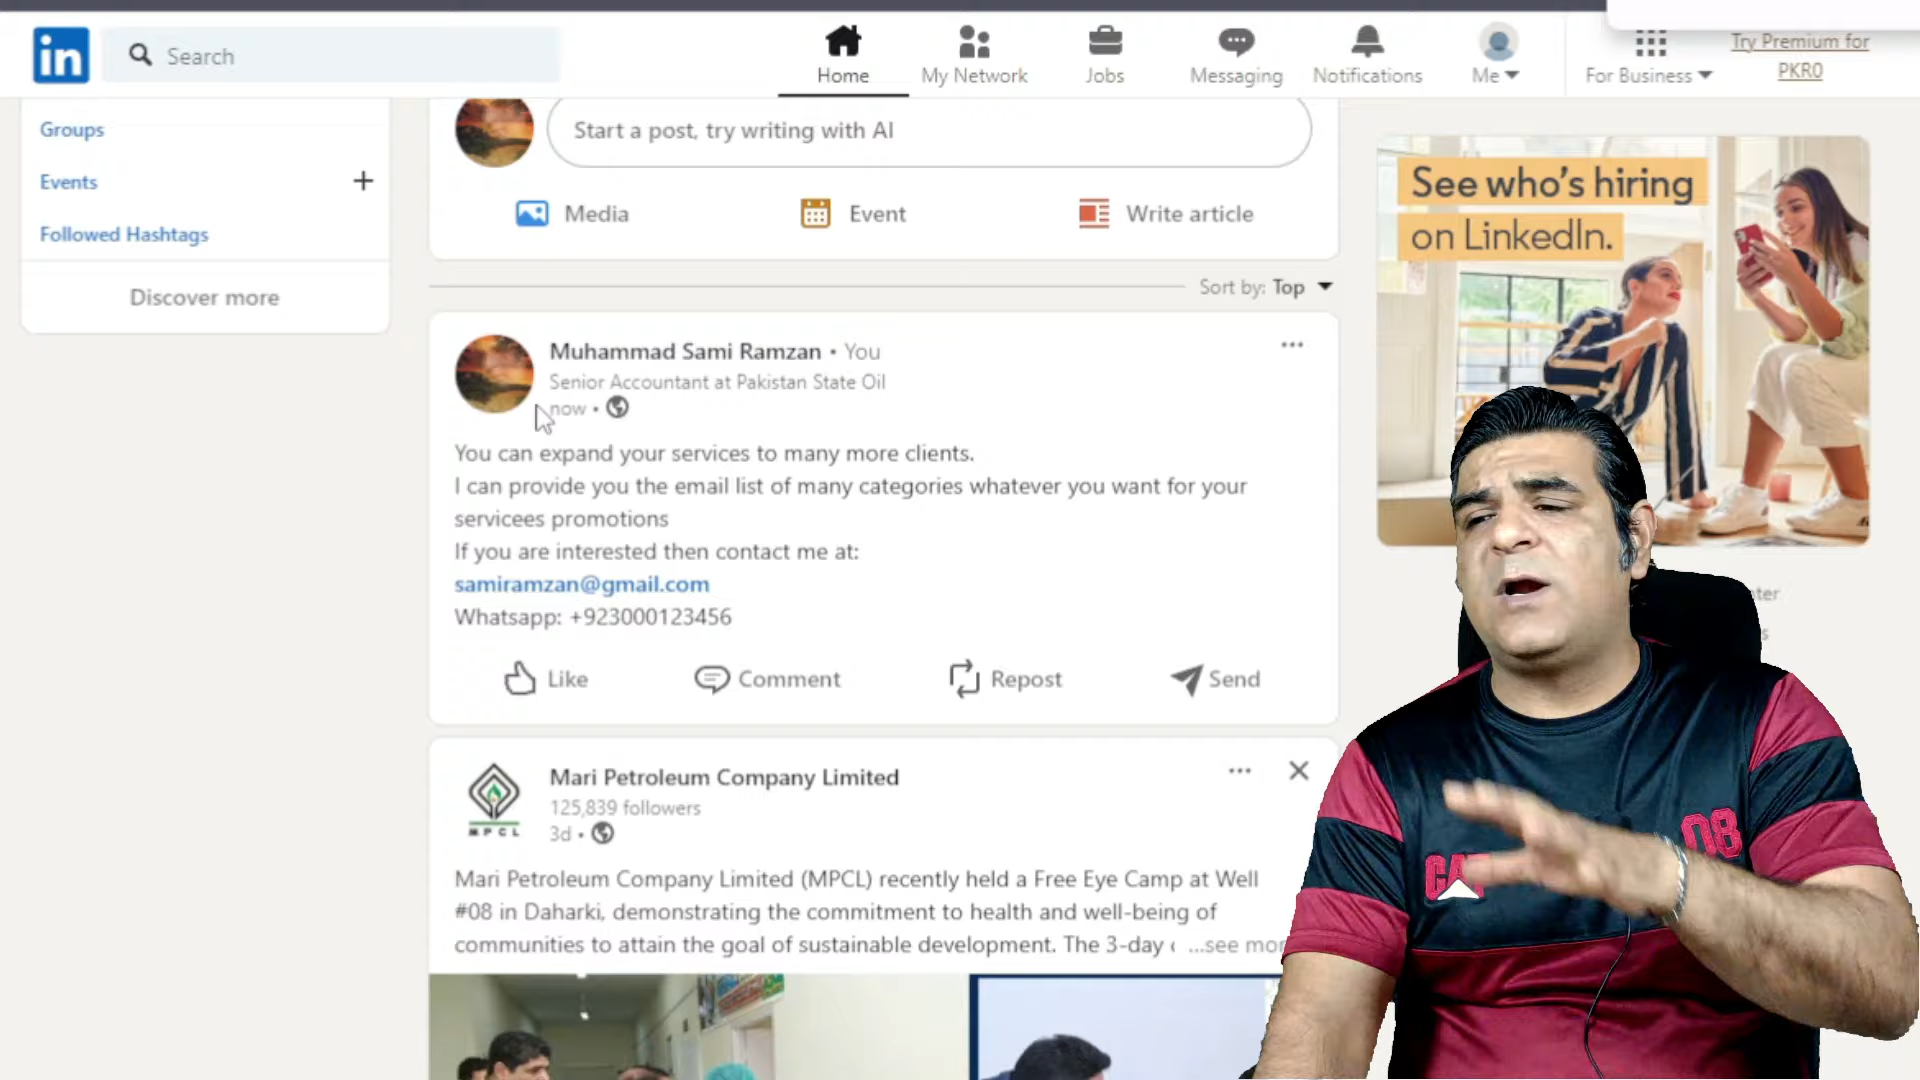 in
Search
Home
My Network
Jobs
Messaging
Notifications
Me
For Business
Try Premium for
PKR0
Groups
Events
Followed Hashtags
Discover more
Start a post, try writing with AI
Media
Event
Write article
Sort by: Top
Muhammad Sami Ramzan • You
Senior Accountant at Pakistan State Oil
now •
You can expand your services to many more clients.
I can provide you the email list of many categories whatever you want for your
servicees promotions
If you are interested then contact me at:
samiramzan@gmail.com
Whatsapp: +923000123456
Like
Comment
Repost
Send
Mari Petroleum Company Limited
125,839 followers
3d •
MPCL
Mari Petroleum Company Limited (MPCL) recently held a Free Eye Camp at Well
#08 in Daharki, demonstrating the commitment to health and well-being of
communities to attain the goal of sustainable development. The 3-day
...see mor
See who's hiring
on LinkedIn.
CAT
08